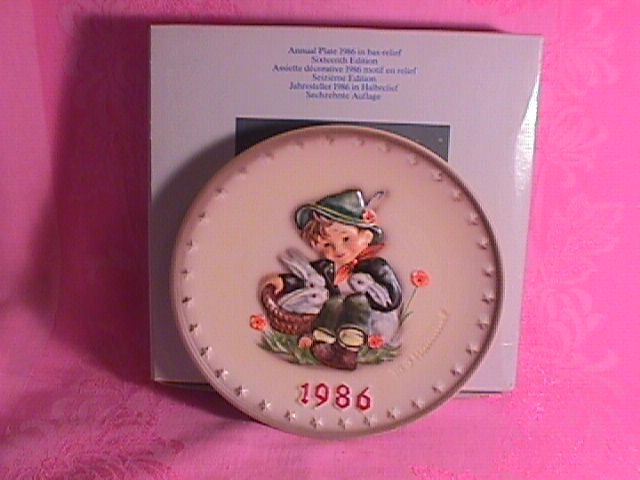 Annual Plate 1986 in bas-relief
Sixteenth Edition
Assiette décorative 1986 motif en relief
Seizième Edition
Jahresteller 1986 in Halbrelief
Sechzehnte Auflage
1986